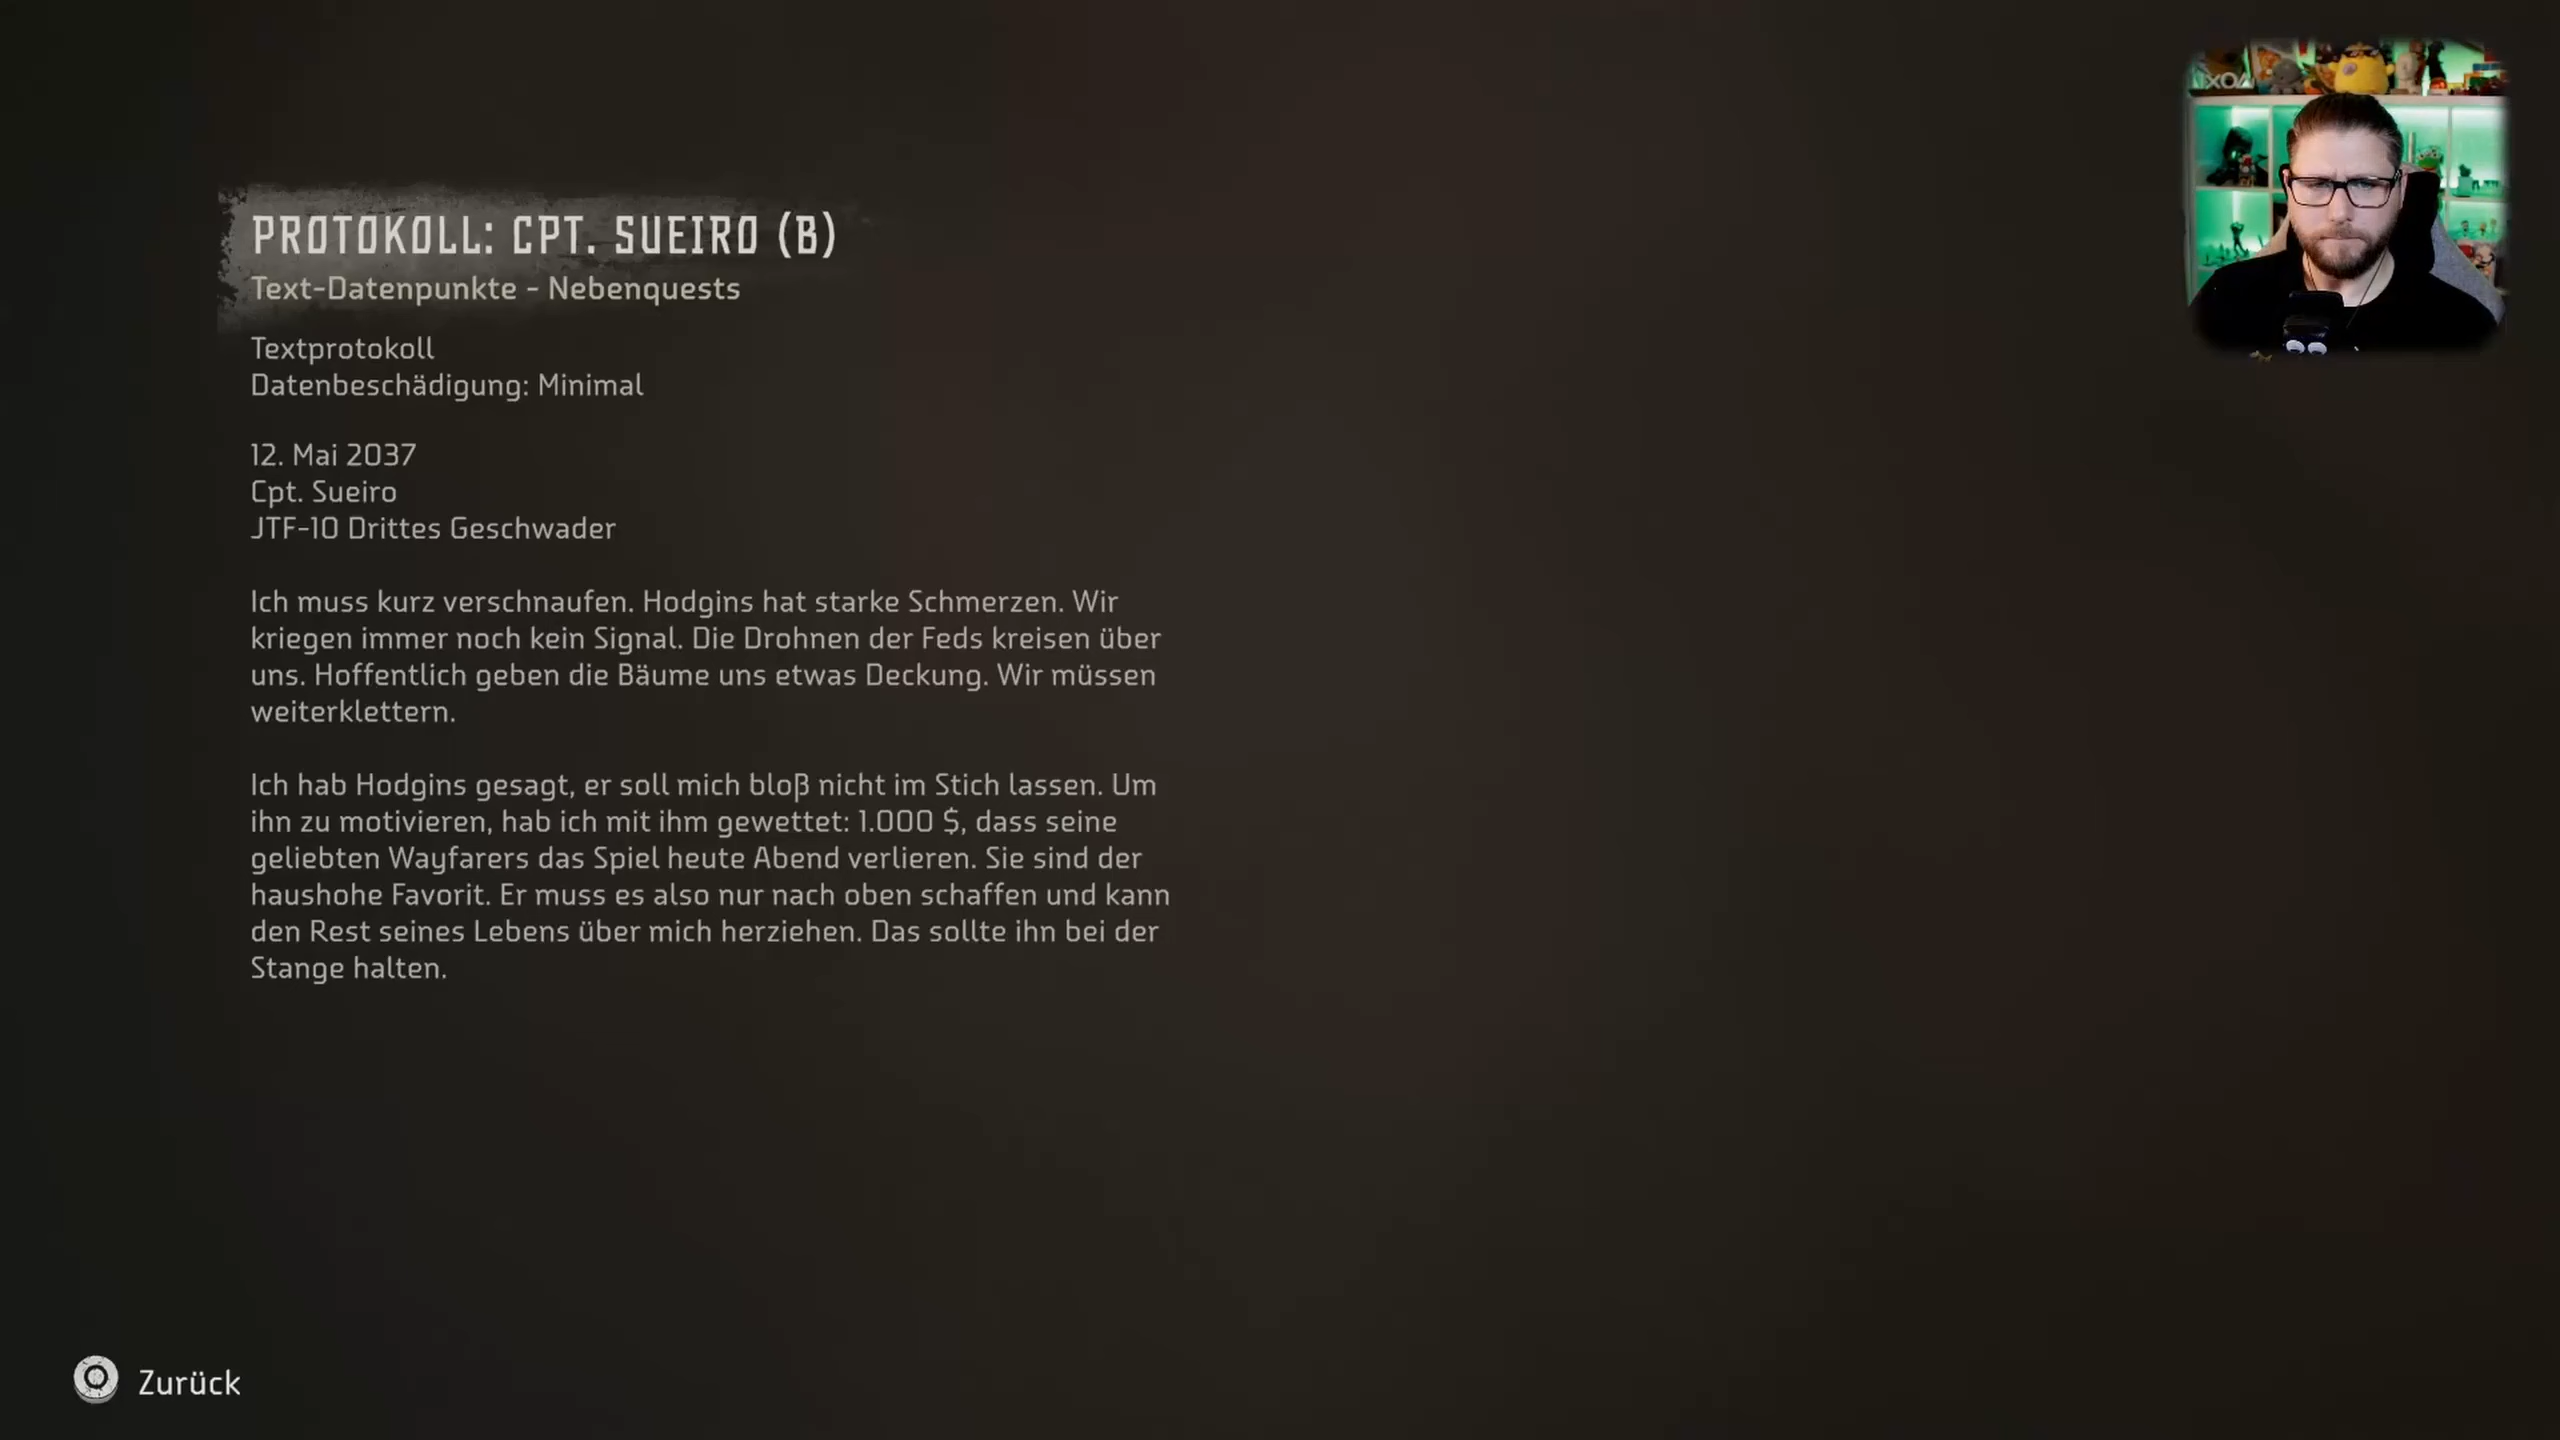 PROTOKOLL: CPT. SUEIRO (B)
Text-Datenpunkte - Nebenquests
Textprotokoll
Datenbeschädigung: Minimal
12. Mai 2037
Cpt. Sueiro
JTF-10 Drittes Geschwader
Ich muss kurz verschnaufen. Hodgins hat starke Schmerzen. Wir
kriegen immer noch kein Signal. Die Drohnen der Feds kreisen über
uns. Hoffentlich geben die Bäume uns etwas Deckung. Wir müssen
weiterklettern.
Ich hab Hodgins gesagt, er soll mich bloß nicht im Stich lassen. Um
ihn zu motivieren, hab ich mit ihm gewettet: 1.000 $, dass seine
geliebten Wayfarers das Spiel heute Abend verlieren. Sie sind der
haushohe Favorit. Er muss es also nur nach oben schaffen und kann
den Rest seines Lebens über mich herziehen. Das sollte ihn bei der
Stange halten.
Zurück